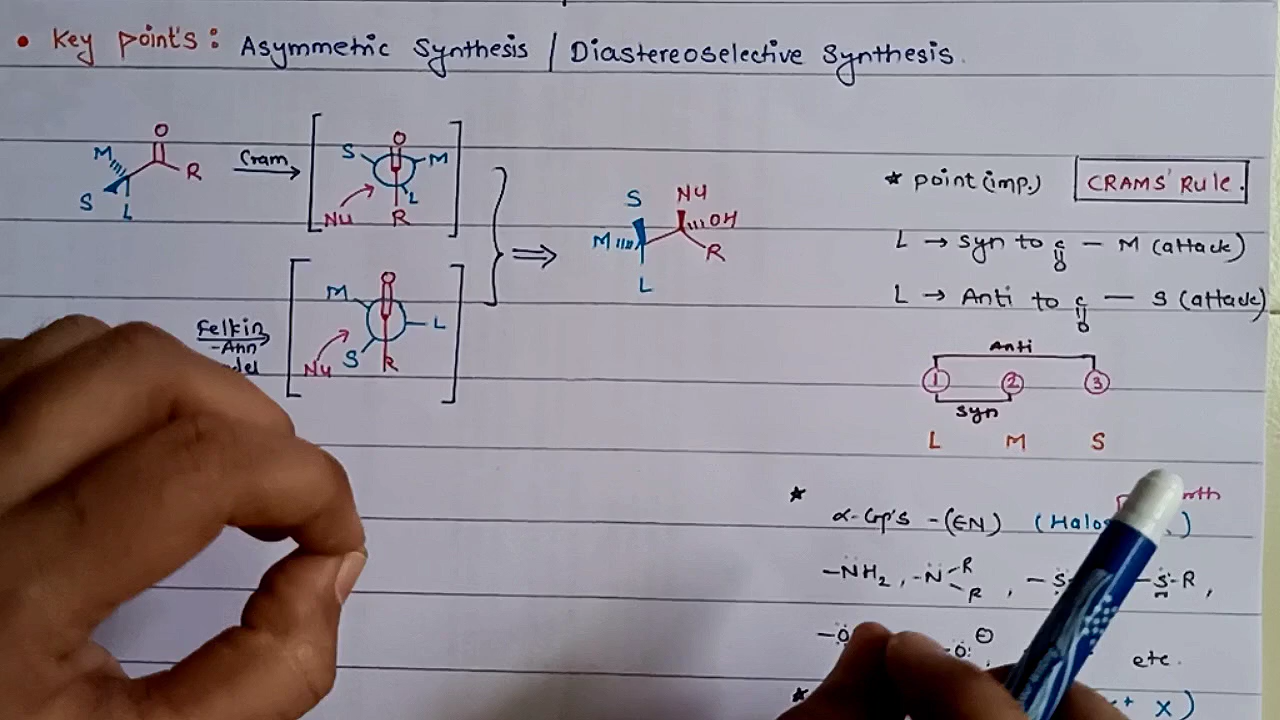 • Key point's : Asymmetric Synthesis / Diastereoselective Synthesis.
O
M
R
S
L
Cram
O
S
M
L
Nu
R
Felkin
-Ann
O
M
L
S
Nu
R
S Nu
M OH
R
L
* point (imp.) CRAMS' RULE.
L → syn to C=O — M (attack)
L → Anti to C=O — S (attack)
Anti
1 2 3
syn
L M S
*
α-Gp's -(EN) (Halo
-NH2, -N-R
R
-S
-S-R,
-O
-O: ⊖
etc.
*
+ X)